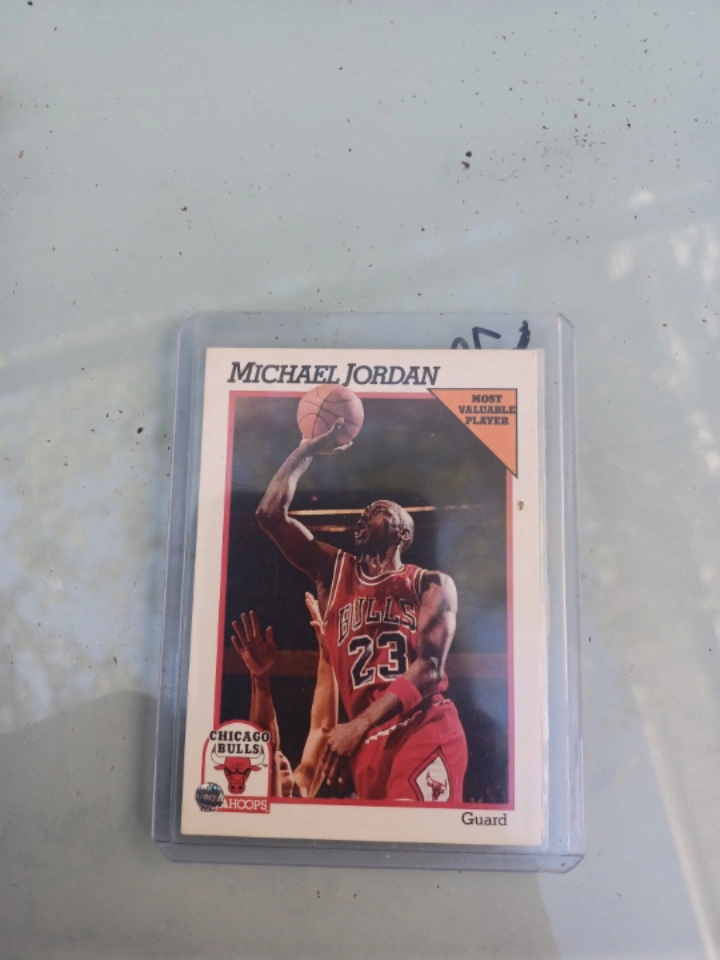 MICHAEL JORDAN
MOST
VALUABLE
PLAYER
BULLS
23
CHICAGO
BULLS
HOOPS
Guard